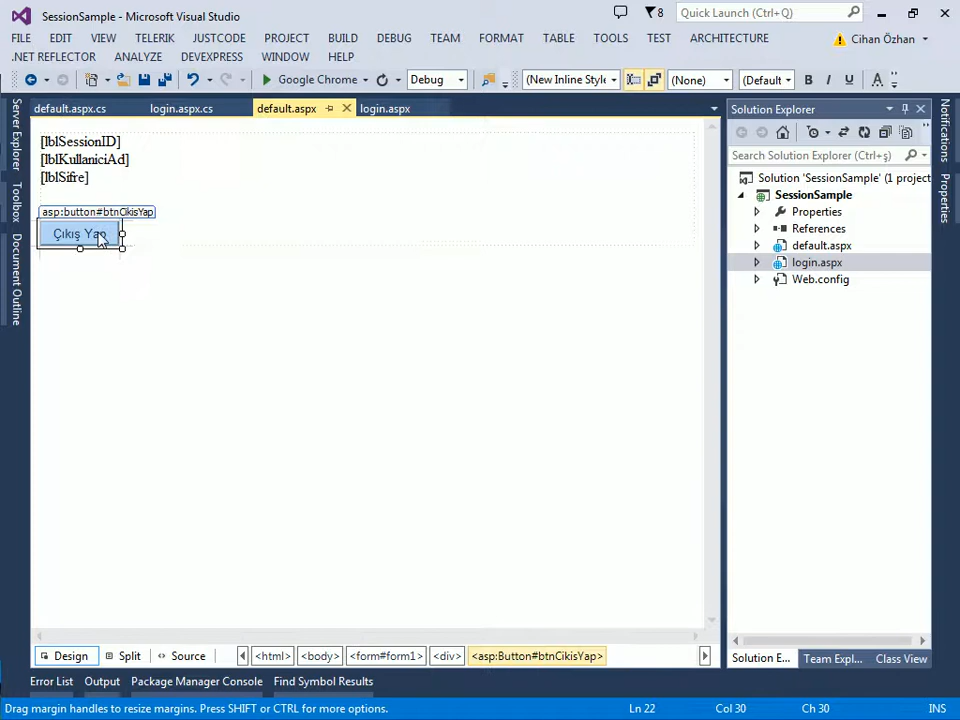 SessionSample - Microsoft Visual Studio
8
Quick Launch (Ctrl+Q)
FILE EDIT VIEW TELERIK JUSTCODE PROJECT BUILD DEBUG TEAM FORMAT TABLE TOOLS TEST ARCHITECTURE
Cihan Özhan
.NET REFLECTOR ANALYZE DEVEXPRESS WINDOW HELP
Google Chrome Debug (New Inline Style (None) (Default B I A
default.aspx.cs login.aspx.cs default.aspx login.aspx
Server Explorer
Toolbox
Document Outline
[lblSessionID]
[lblKullaniciAd]
[lblSifre]
asp:button#btnCikisYap
Çıkış Yap
Solution Explorer
Search Solution Explorer (Ctrl+ş)
Solution 'SessionSample' (1 project
SessionSample
Properties
References
default.aspx
login.aspx
Web.config
Notifications
Properties
Design Split Source <html> <body> <form#form1> <div> <asp:Button#btnCikisYap>
Solution E... Team Expl... Class View
Error List Output Package Manager Console Find Symbol Results
Drag margin handles to resize margins. Press SHIFT or CTRL for more options.
Ln 22 Col 30 Ch 30 INS